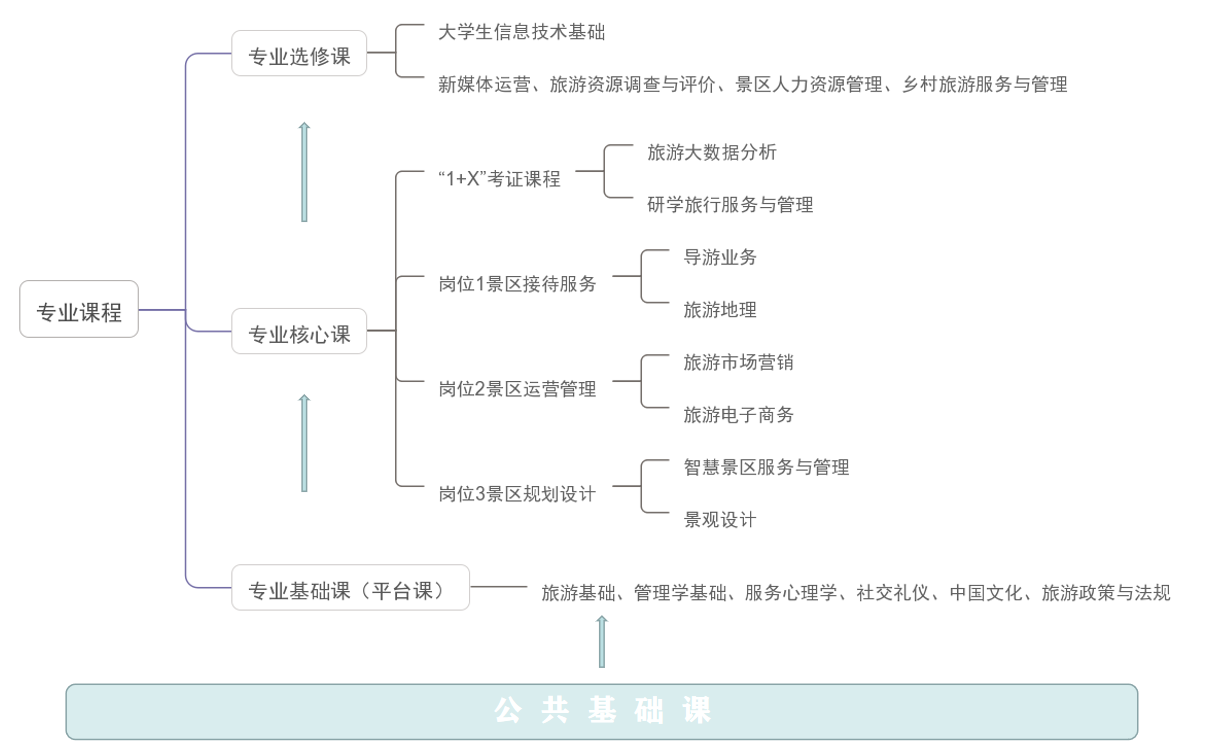 专业课程
专业选修课
大学生信息技术基础
新媒体运营、旅游资源调查与评价、景区人力资源管理、乡村旅游服务与管理
专业核心课
“1+X”考证课程
旅游大数据分析
研学旅行服务与管理
岗位1景区接待服务
导游业务
旅游地理
岗位2景区运营管理
旅游市场营销
旅游电子商务
岗位3景区规划设计
智慧景区服务与管理
景观设计
专业基础课（平台课）
旅游基础、管理学基础、服务心理学、社交礼仪、中国文化、旅游政策与法规
公共基础课